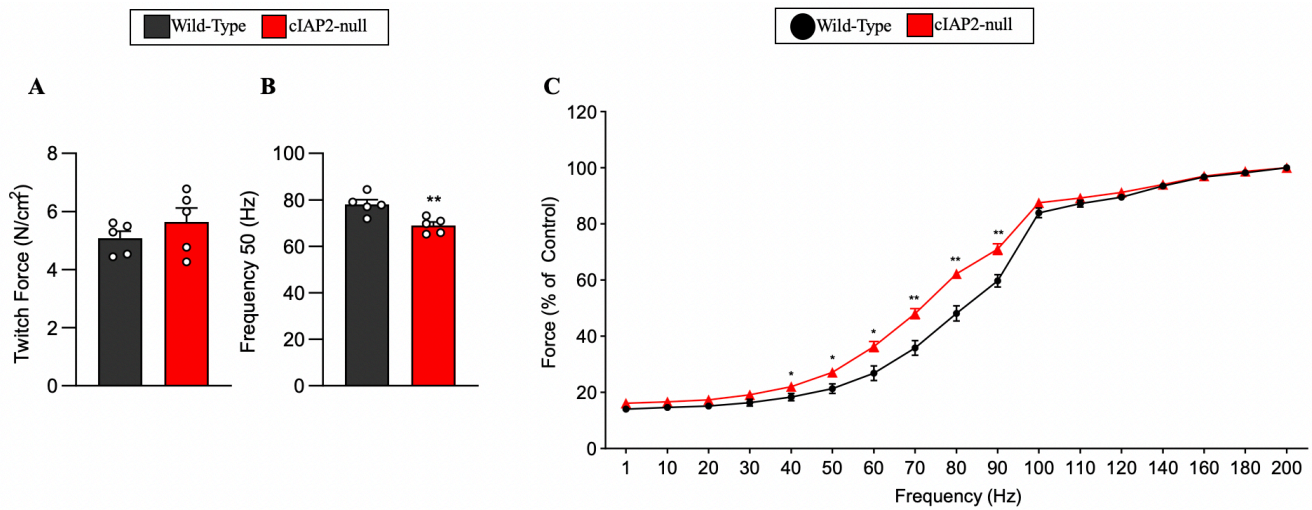 Wild-Type cIAP2-null
Wild-Type cIAP2-null
A
B
C
Twitch Force (N/cm²)
8
6
4
2
0
Frequency 50 (Hz)
100
80
60
40
20
0
**
Force (% of Control)
120
100
80
60
40
20
0
* * * ** ** **
1 10 20 30 40 50 60 70 80 90 100 110 120 140 160 180 200
Frequency (Hz)